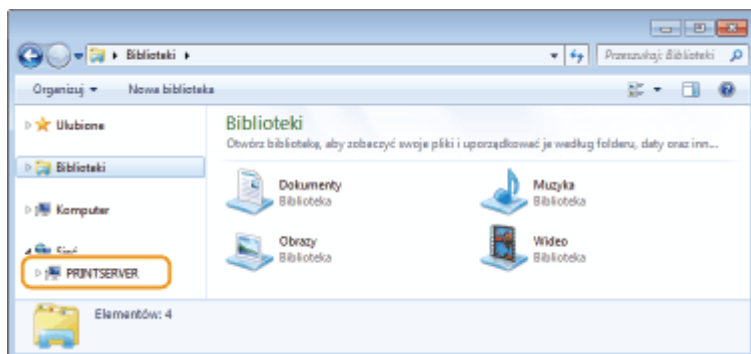 Biblioteki
Przeszukaj: Biblioteki
Organizuj
Nowa biblioteka
Ulubione
Biblioteki
Komputer
Sieć
PRINTSERVER
Biblioteki
Otwórz bibliotekę, aby zobaczyć swoje pliki i uporządkować je według folderu, daty oraz inn...
Dokumenty
Biblioteka
Muzyka
Biblioteka
Obrazy
Biblioteka
Wideo
Biblioteka
Elementów: 4